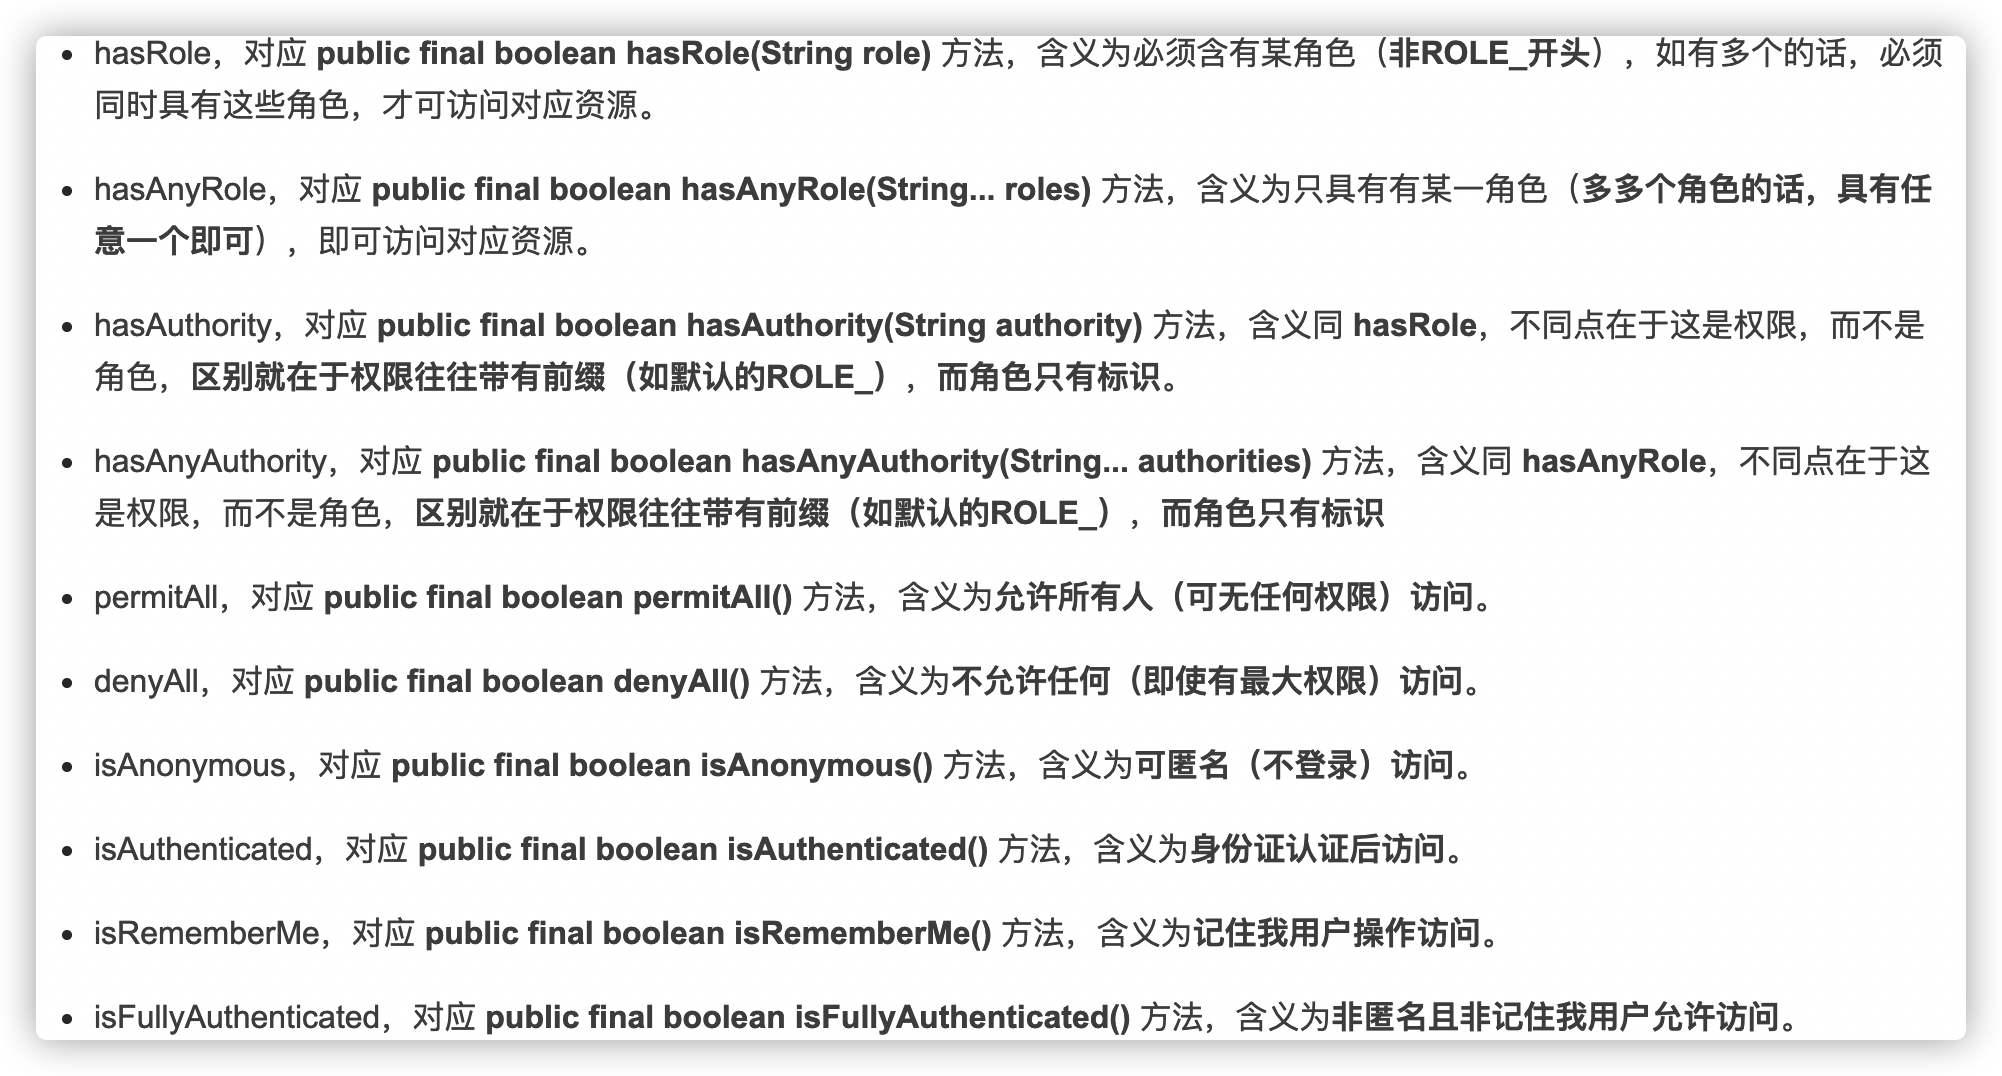 • hasRole，对应 public final boolean hasRole(String role) 方法，含义为必须含有某角色（非ROLE_开头），如有多个的话，必须
同时具有这些角色，才可访问对应资源。
• hasAnyRole，对应 public final boolean hasAnyRole(String... roles) 方法，含义为只具有有某一角色（多多个角色的话，具有任
意一个即可），即可访问对应资源。
• hasAuthority，对应 public final boolean hasAuthority(String authority) 方法，含义同 hasRole，不同点在于这是权限，而不是
角色，区别就在于权限往往带有前缀（如默认的ROLE_），而角色只有标识。
• hasAnyAuthority，对应 public final boolean hasAnyAuthority(String... authorities) 方法，含义同 hasAnyRole，不同点在于这
是权限，而不是角色，区别就在于权限往往带有前缀（如默认的ROLE_），而角色只有标识
• permitAll，对应 public final boolean permitAll() 方法，含义为允许所有人（可无任何权限）访问。
• denyAll，对应 public final boolean denyAll() 方法，含义为不允许任何（即使有最大权限）访问。
• isAnonymous，对应 public final boolean isAnonymous() 方法，含义为可匿名（不登录）访问。
• isAuthenticated，对应 public final boolean isAuthenticated() 方法，含义为身份证认证后访问。
• isRememberMe，对应 public final boolean isRememberMe() 方法，含义为记住我用户操作访问。
• isFullyAuthenticated，对应 public final boolean isFullyAuthenticated() 方法，含义为非匿名且非记住我用户允许访问。